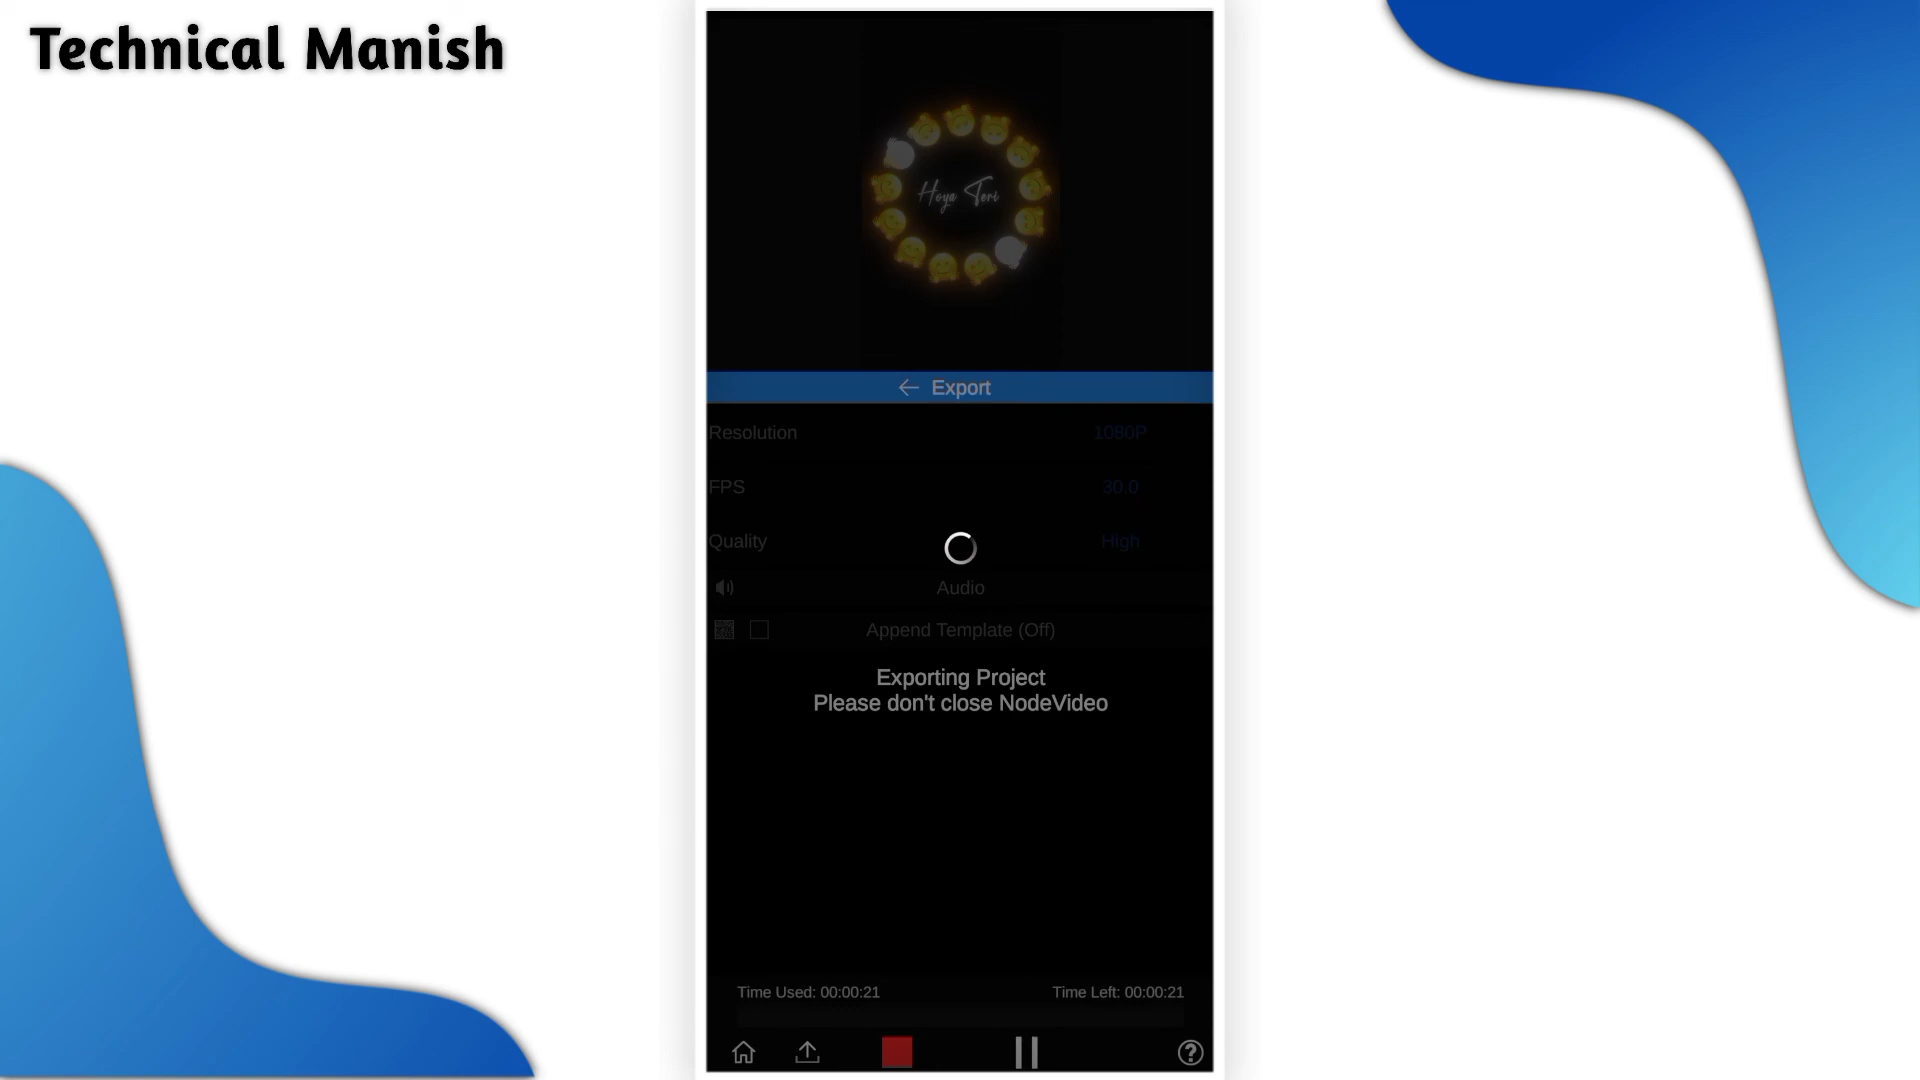 Technical Manish
Hoya Teri
Export
Resolution 1080P
FPS 30.0
Quality High
Audio
Append Template (Off)
Exporting Project
Please don't close NodeVideo
Time Used: 00:00:21 Time Left: 00:00:21